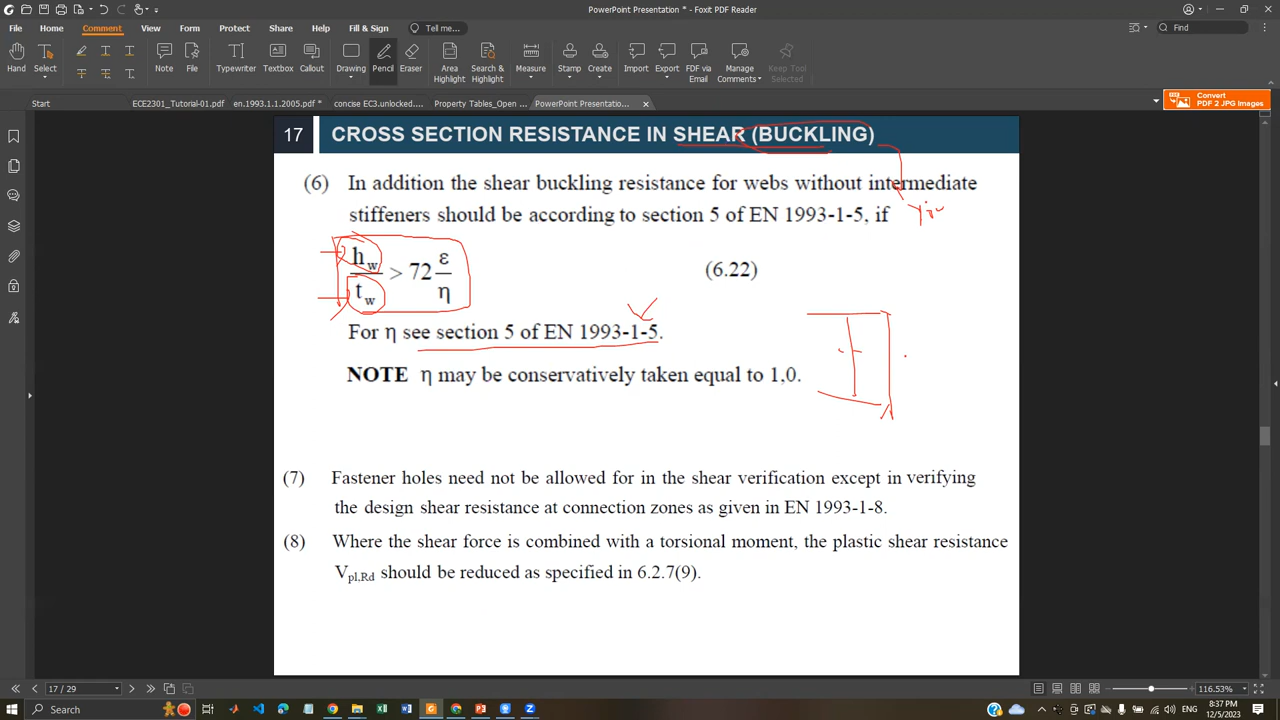 PowerPoint Presentation * - Foxit PDF Reader
File Home Comment View Form Protect Share Help Tell me... Find
Hand Select Note File Typewriter Textbox Callout Drawing Pencil Eraser Area Highlight Search & Highlight Measure Stamp Create Import Export FDF via Email Manage Comments Keep Tool Selected
Start ECE2301_Tutorial-01.pdf en.1993.1.1.2005.pdf * concise EC3.unlocked.... Property Tables_Open ... PowerPoint Presentatio... Convert PDF 2 JPG Images
17 CROSS SECTION RESISTANCE IN SHEAR (BUCKLING)
(6) In addition the shear buckling resistance for webs without intermediate
stiffeners should be according to section 5 of EN 1993-1-5, if
h_w / t_w > 72 ε / η (6.22)
For η see section 5 of EN 1993-1-5.
NOTE η may be conservatively taken equal to 1,0.
(7) Fastener holes need not be allowed for in the shear verification except in verifying
the design shear resistance at connection zones as given in EN 1993-1-8.
(8) Where the shear force is combined with a torsional moment, the plastic shear resistance
V_pl,Rd should be reduced as specified in 6.2.7(9).
17 / 29 116.53%
Search 8:37 PM
12/5/2023